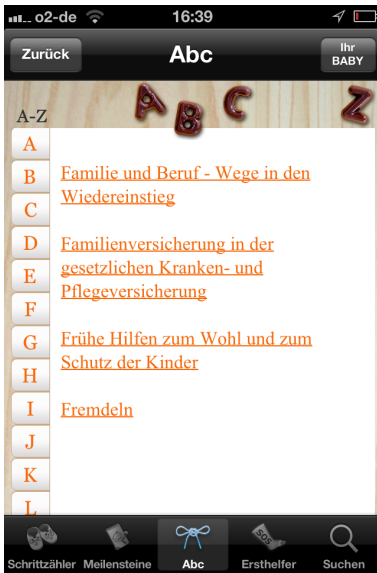 o2-de 16:39
Zurück Abc Ihr
BABY
A B C Z
A-Z
A
B
C
D
E
F
G
H
I
J
K
L
Familie und Beruf - Wege in den
Wiedereinstieg
Familienversicherung in der
gesetzlichen Kranken- und
Pflegeversicherung
Frühe Hilfen zum Wohl und zum
Schutz der Kinder
Fremdeln
SOS
Schrittzähler Meilensteine Abc Ersthelfer Suchen